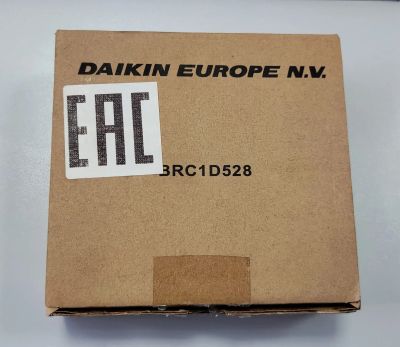 DAIKIN EUROPE N.V.
EAC
BRC1D528